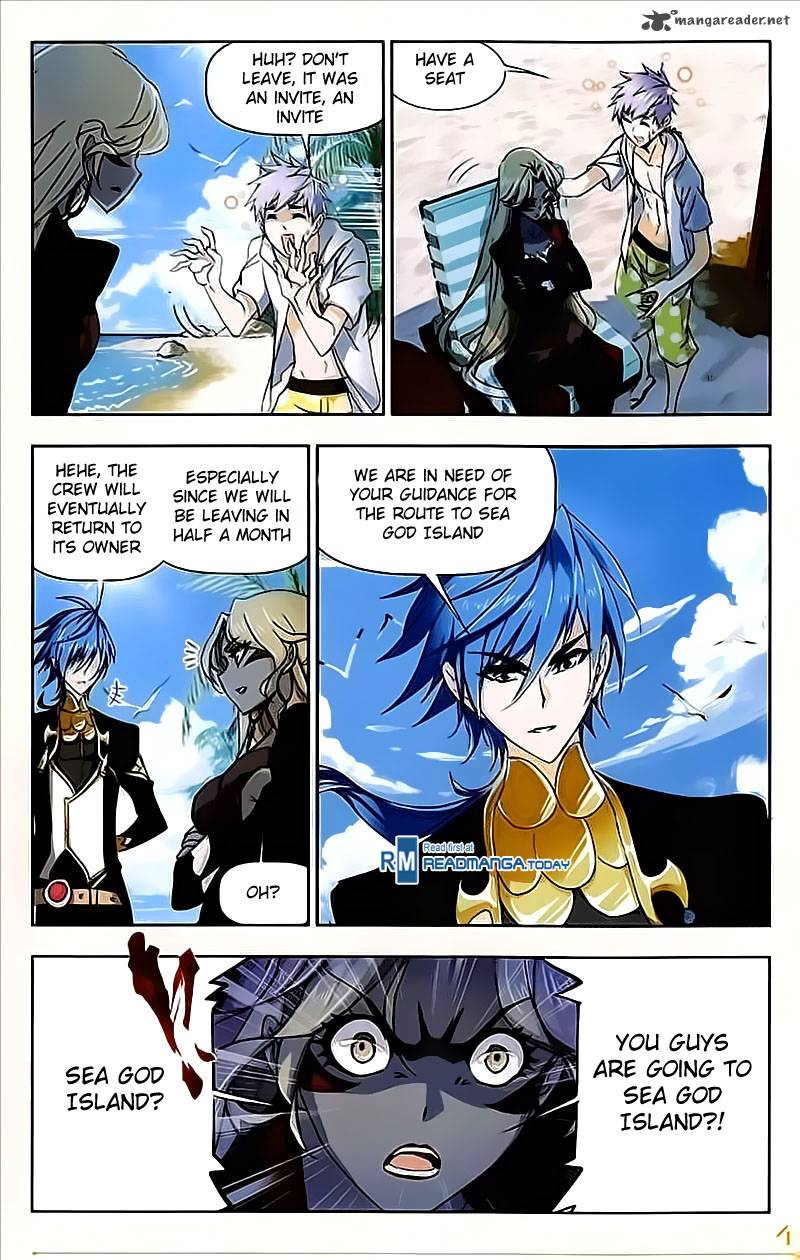 mangareader.net
HUH? DON'T
LEAVE, IT WAS
AN INVITE, AN
INVITE
HAVE A
SEAT
HEHE, THE
CREW WILL
EVENTUALLY
RETURN TO
ITS OWNER
ESPECIALLY
SINCE WE WILL
BE LEAVING IN
HALF A MONTH
OH?
WE ARE IN NEED OF
YOUR GUIDANCE FOR
THE ROUTE TO SEA
GOD ISLAND
RM
Read first at
READMANGA.TODAY
SEA GOD
ISLAND?
YOU GUYS
ARE GOING TO
SEA GOD
ISLAND?!